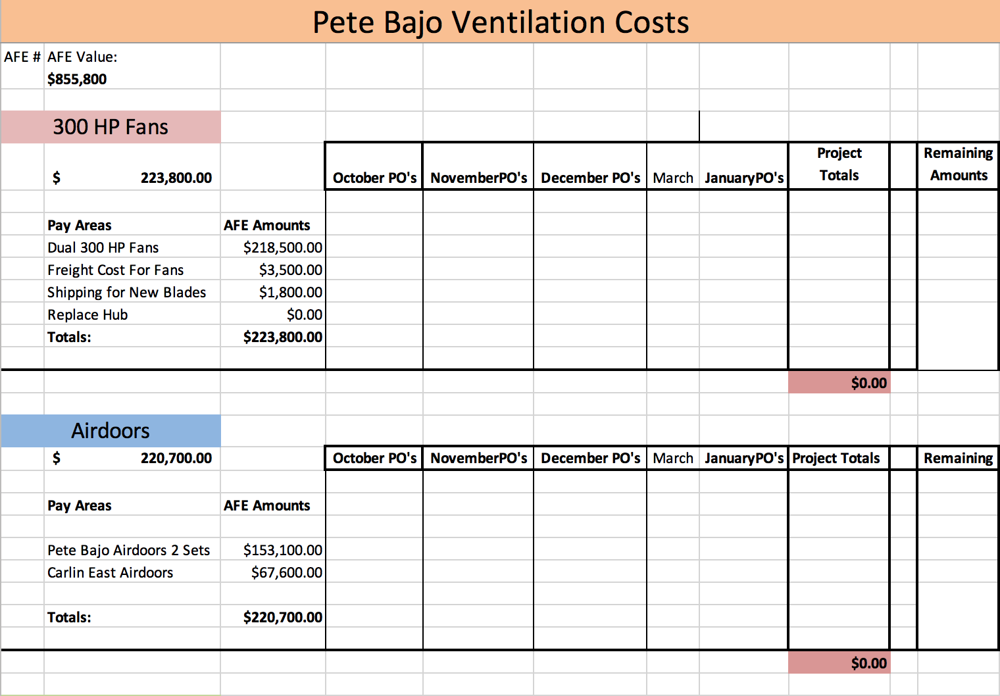 Pete Bajo Ventilation Costs
AFE # AFE Value:
$855,800
300 HP Fans
$ 223,800.00 October PO's NovemberPO's December PO's March JanuaryPO's Project Totals Remaining Amounts
Pay Areas AFE Amounts
Dual 300 HP Fans $218,500.00
Freight Cost For Fans $3,500.00
Shipping for New Blades $1,800.00
Replace Hub $0.00
Totals: $223,800.00
$0.00
Airdoors
$ 220,700.00 October PO's NovemberPO's December PO's March JanuaryPO's Project Totals Remaining
Pay Areas AFE Amounts
Pete Bajo Airdoors 2 Sets $153,100.00
Carlin East Airdoors $67,600.00
Totals: $220,700.00
$0.00